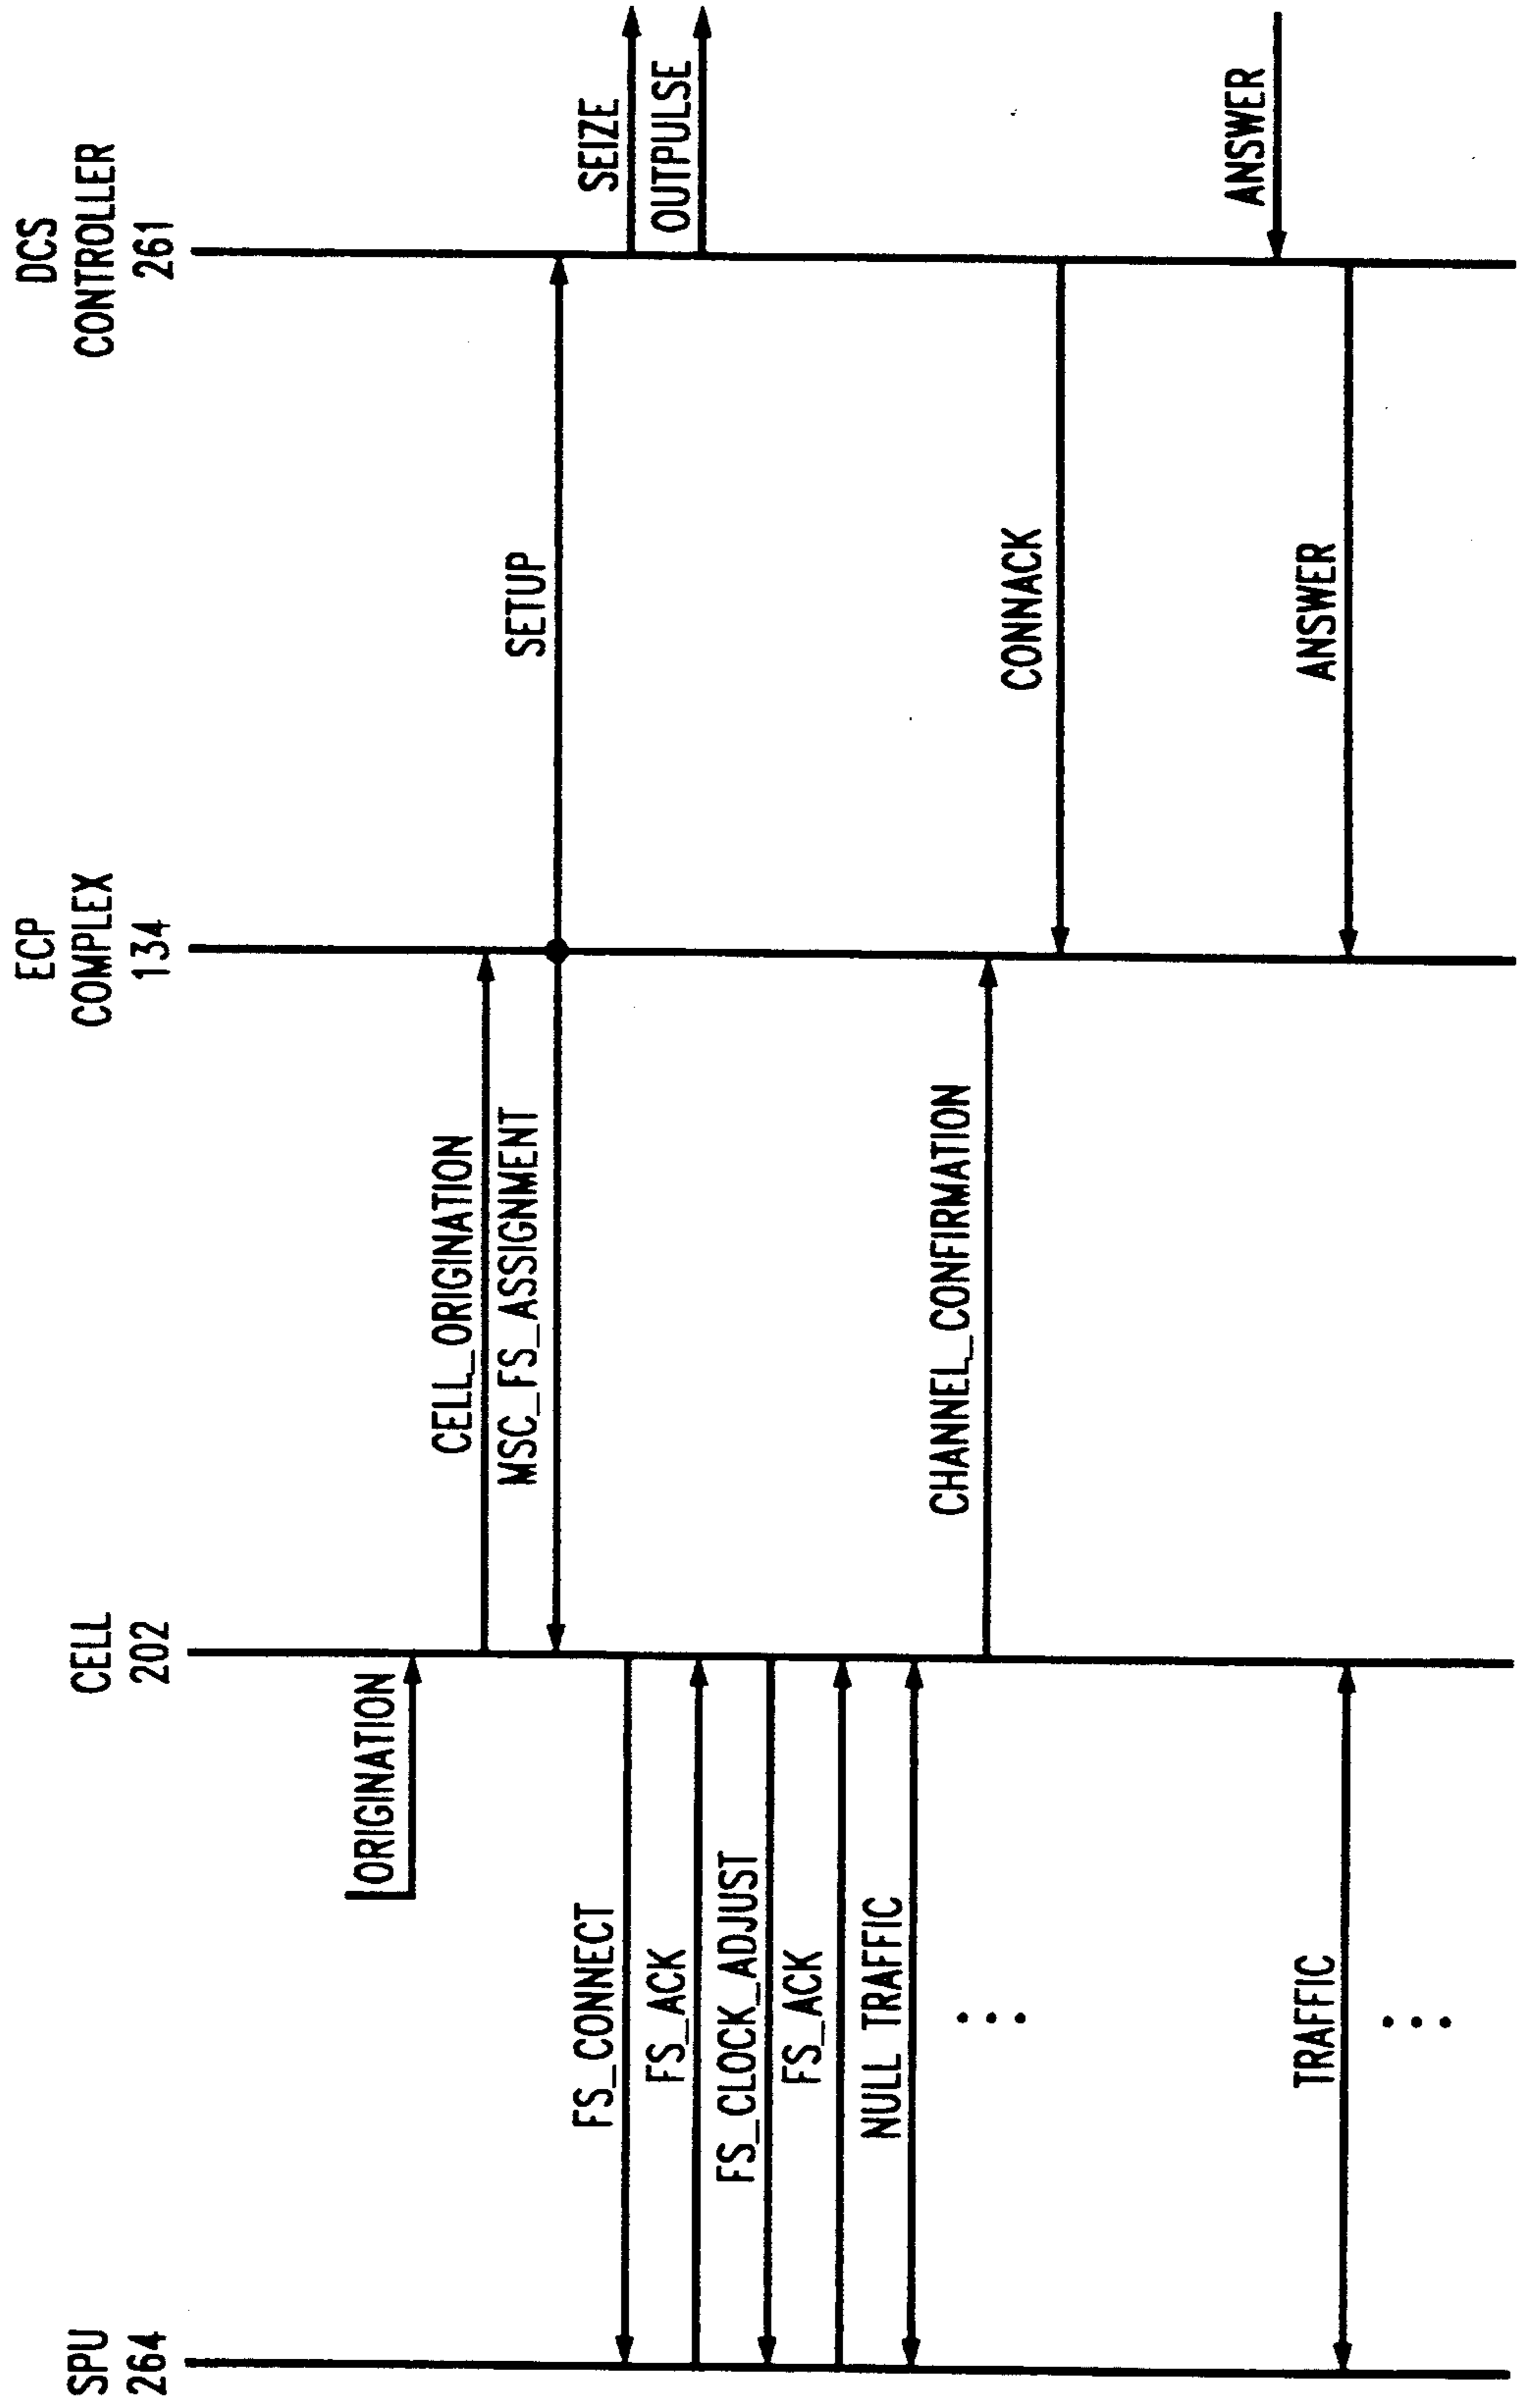 SPU
264
CELL
202
ECP
COMPLEX
134
DCS
CONTROLLER
261
ORIGINATION
CELL_ORIGINATION
MSC_FS_ASSIGNMENT
SETUP
FS_CONNECT
SEIZE
FS_ACK
OUTPULSE
FS_CLOCK_ADJUST
FS_ACK
NULL TRAFFIC
CHANNEL_CONFIRMATION
CONNACK
ANSWER
TRAFFIC
ANSWER